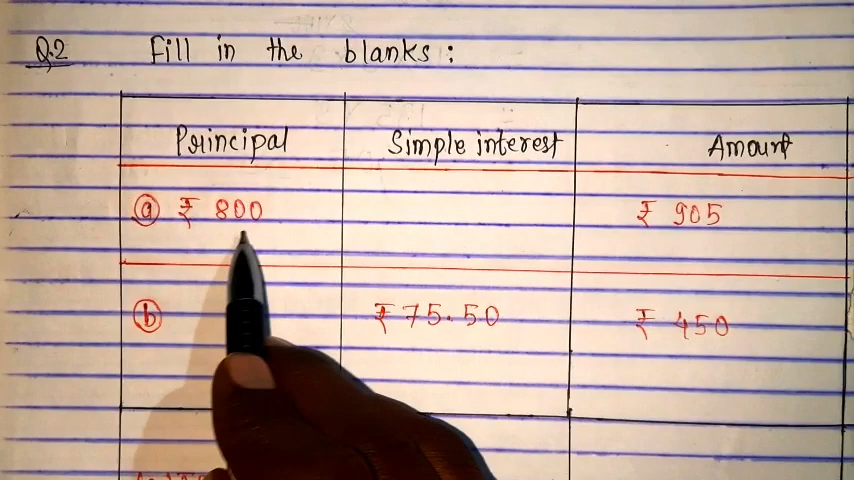 Q.2 Fill in the blanks :
Principal Simple interest Amount
ⓐ ₹ 800 ₹ 905
ⓑ ₹ 75.50 ₹ 450